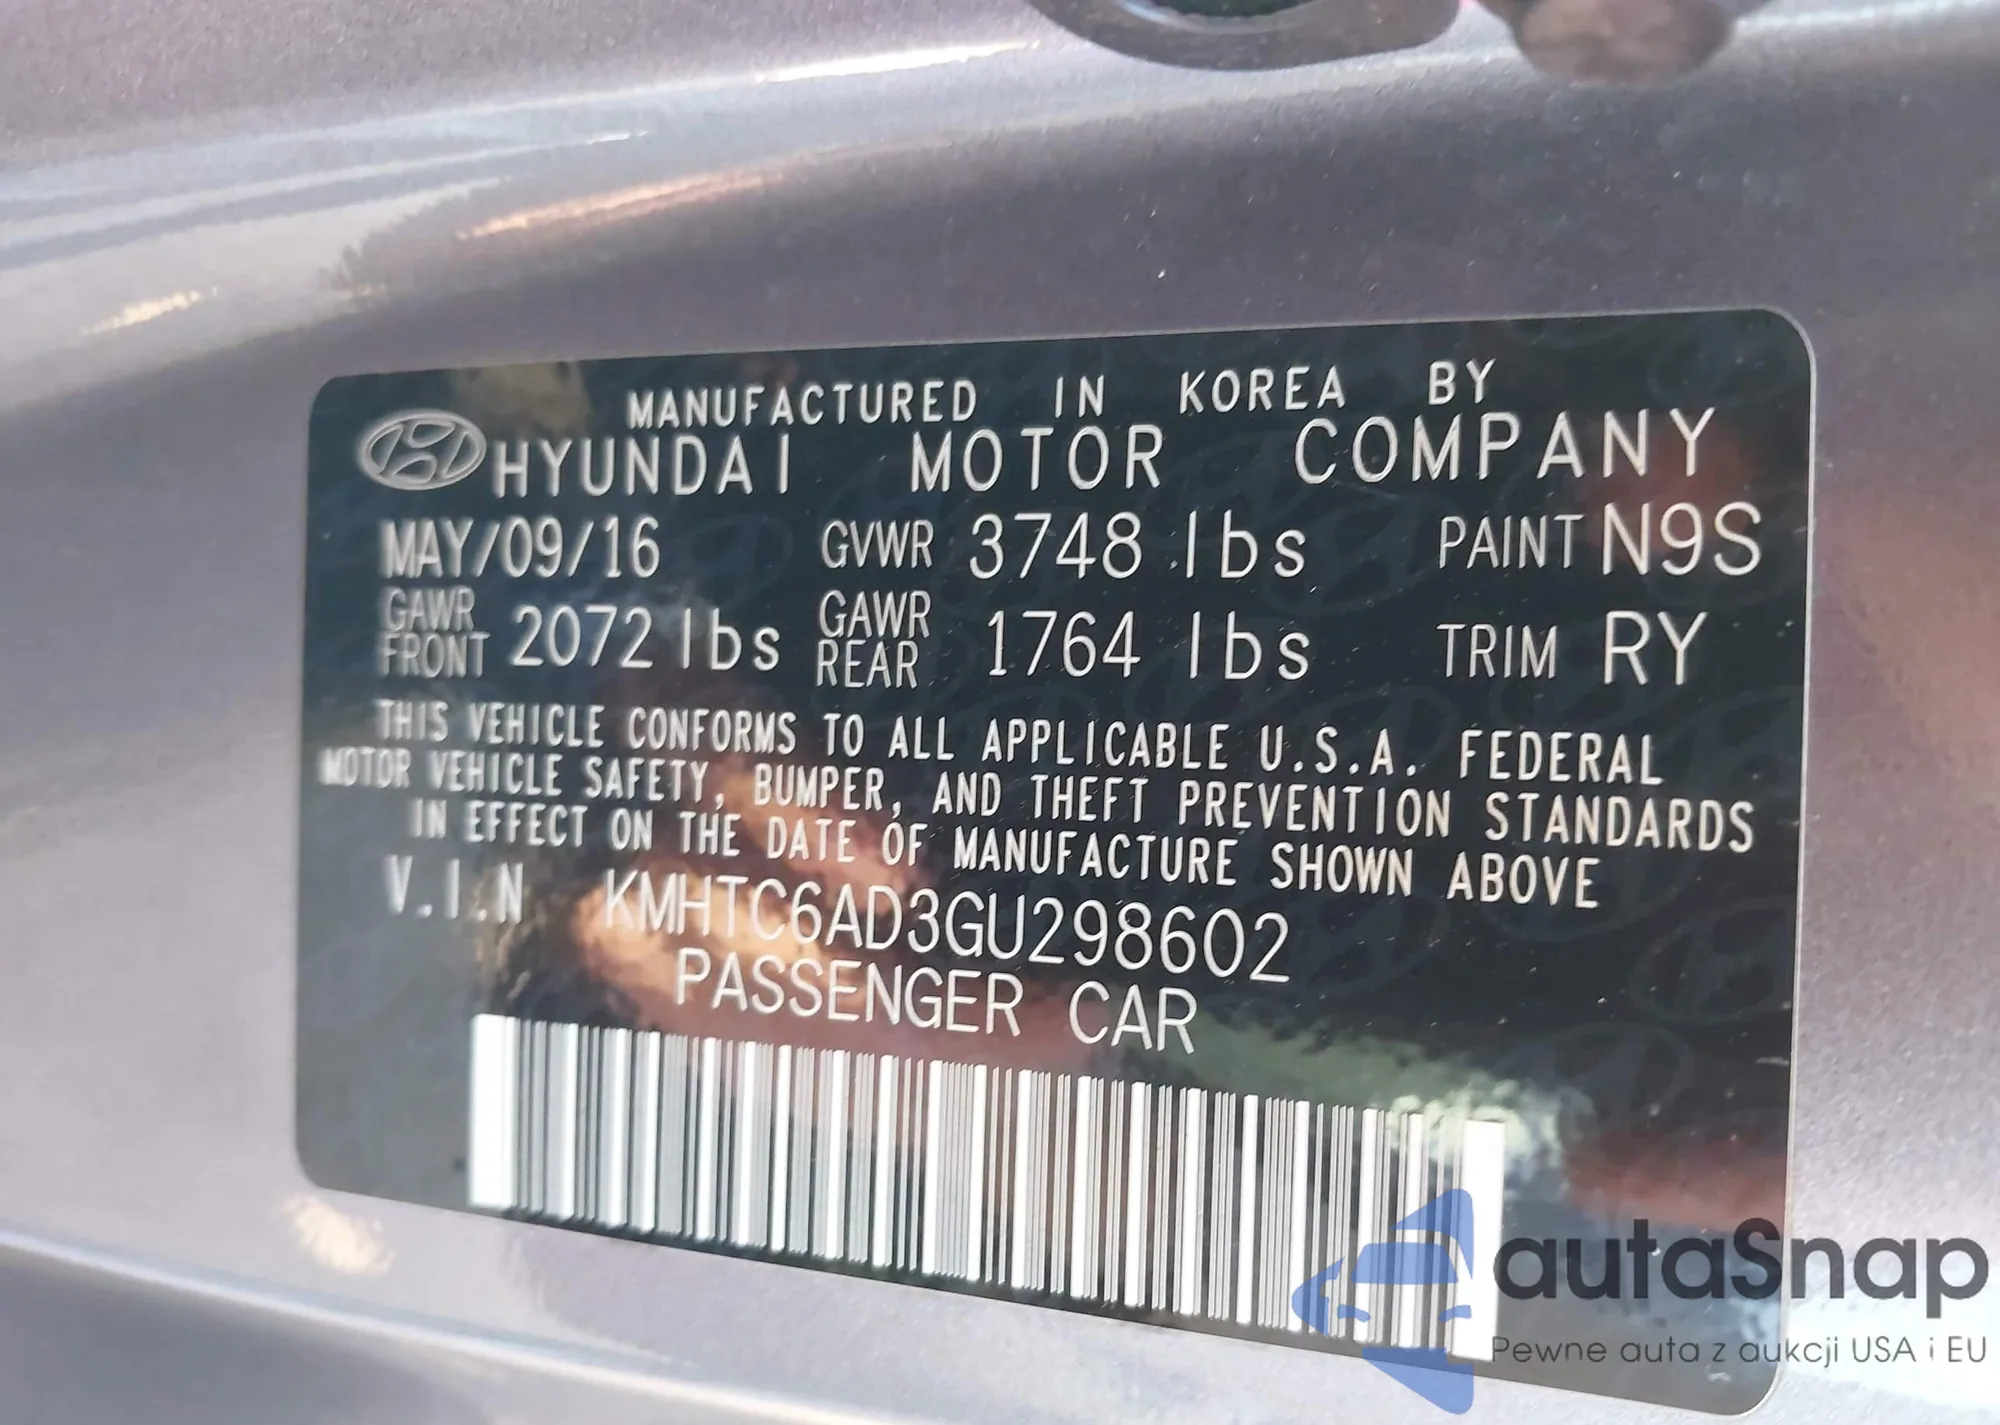 MANUFACTURED IN KOREA BY
HYUNDAI MOTOR COMPANY
MAY/09/16 GVWR 3748 lbs PAINT N9S
GAWR FRONT 2072 lbs GAWR REAR 1764 lbs TRIM RY
THIS VEHICLE CONFORMS TO ALL APPLICABLE U.S.A. FEDERAL
MOTOR VEHICLE SAFETY, BUMPER, AND THEFT PREVENTION STANDARDS
IN EFFECT ON THE DATE OF MANUFACTURE SHOWN ABOVE
V.I.N KMHTC6AD3GU298602
PASSENGER CAR
autaSnap
Pewne auta z aukcji USA i EU